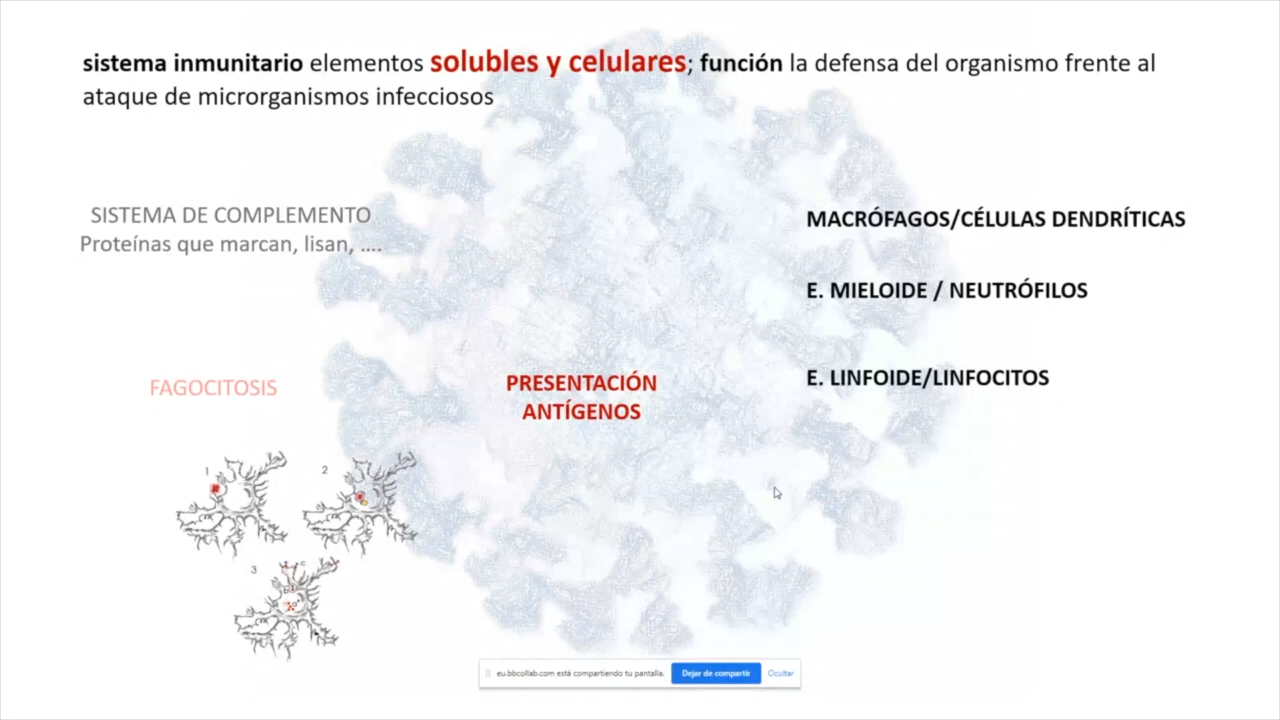 sistema inmunitario elementos solubles y celulares; función la defensa del organismo frente al
ataque de microrganismos infecciosos
SISTEMA DE COMPLEMENTO
Proteínas que marcan, lisan, ....
MACRÓFAGOS/CÉLULAS DENDRÍTICAS
E. MIELOIDE / NEUTRÓFILOS
E. LINFOIDE/LINFOCITOS
FAGOCITOSIS
PRESENTACIÓN
ANTÍGENOS
1
2
3
c
eu.bbcollab.com está compartiendo tu pantalla.
Dejar de compartir
Ocultar